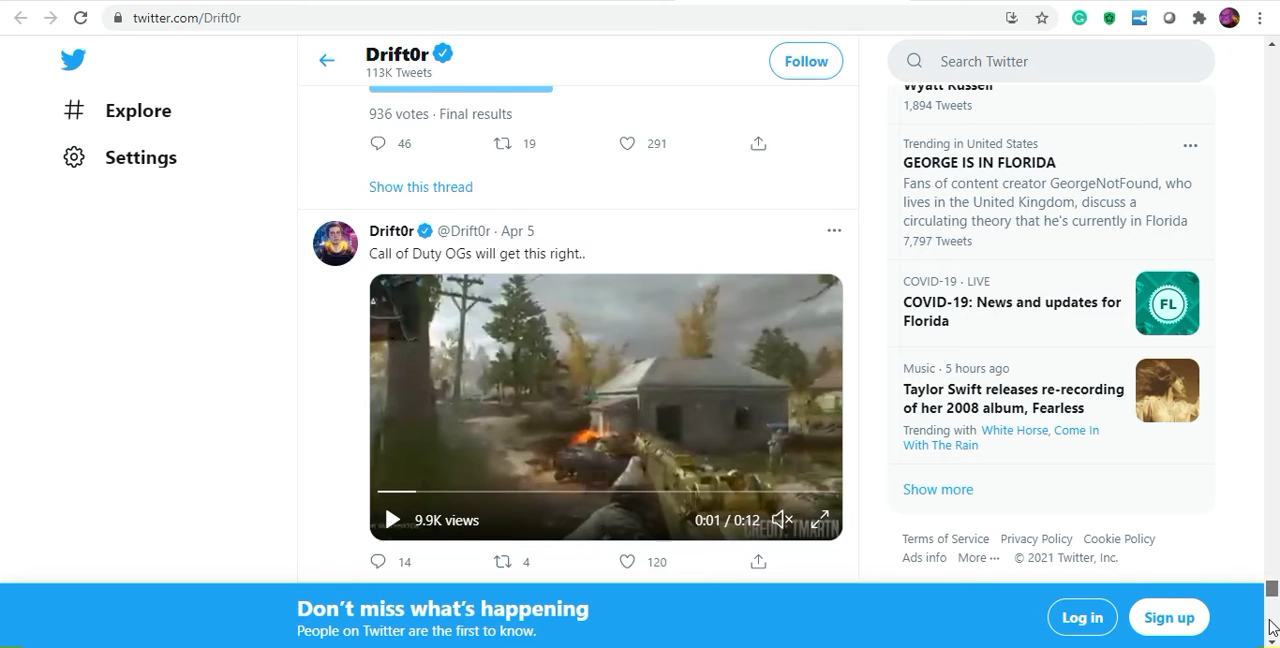 twitter.com/Drift0r
Explore
Settings
Drift0r
113K Tweets
Follow
936 votes · Final results
46
19
291
Show this thread
Drift0r @Drift0r · Apr 5
Call of Duty OGs will get this right..
9.9K views
0:01 / 0:12
CREDIT: TMARTN
14
4
120
Search Twitter
Wyatt Russell
1,894 Tweets
Trending in United States
GEORGE IS IN FLORIDA
Fans of content creator GeorgeNotFound, who
lives in the United Kingdom, discuss a
circulating theory that he's currently in Florida
7,797 Tweets
COVID-19 · LIVE
COVID-19: News and updates for
Florida
FL
Music · 5 hours ago
Taylor Swift releases re-recording
of her 2008 album, Fearless
Trending with White Horse, Come In
With The Rain
Show more
Terms of Service Privacy Policy Cookie Policy
Ads info More ··· © 2021 Twitter, Inc.
Don’t miss what’s happening
People on Twitter are the first to know.
Log in
Sign up